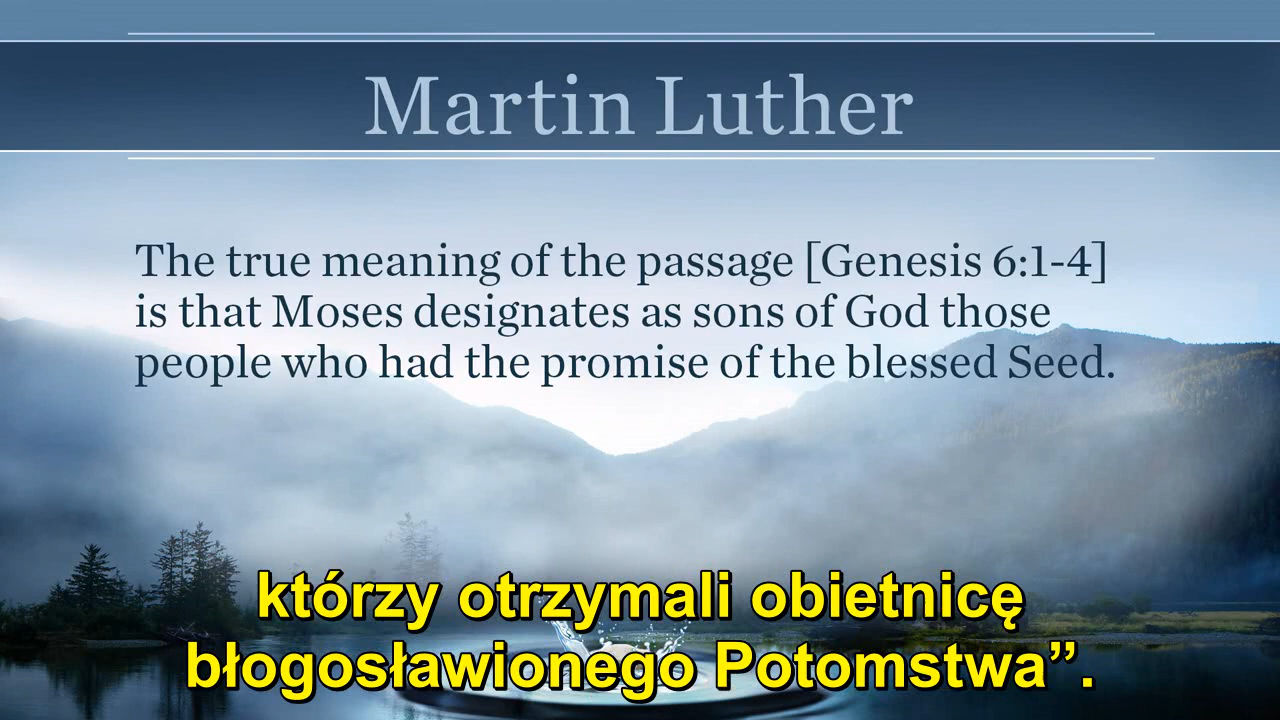 Martin Luther
The true meaning of the passage [Genesis 6:1-4]
is that Moses designates as sons of God those
people who had the promise of the blessed Seed.
którzy otrzymali obietnicę
błogosławionego Potomstwa”.